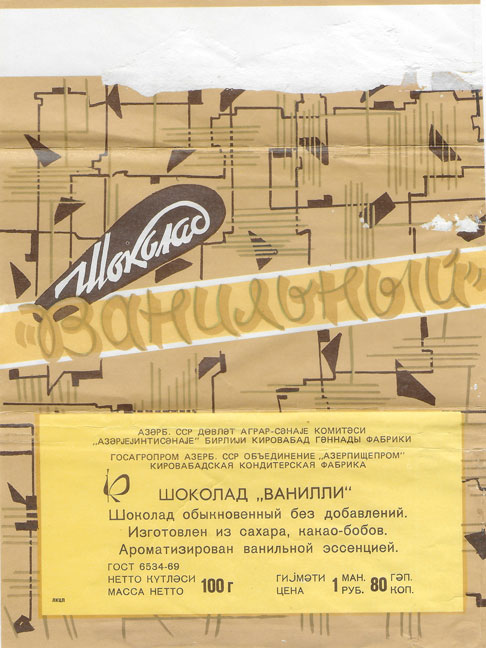 Шоколад
„Ванильный“
АЗӘРБ. ССР ДӨВЛӘТ АГРАР-СӘНАЈЕ КОМИТӘСИ
„АЗӘРЈЕЈИНТИСӘНАЈЕ“ БИРЛИЈИ КИРОВАБАД ГӘННАДЫ ФАБРИКИ
ГОСАГРОПРОМ АЗЕРБ. ССР ОБЪЕДИНЕНИЕ „АЗЕРПИЩЕПРОМ“
КИРОВАБАДСКАЯ КОНДИТЕРСКАЯ ФАБРИКА
ШОКОЛАД „ВАНИЛЛИ“
Шоколад обыкновенный без добавлений.
Изготовлен из сахара, какао-бобов.
Ароматизирован ванильной эссенцией.
ГОСТ 6534-69
НЕТТО КҮТЛӘСИ 100 г ГИЈМӘТИ 1 МАН. 80 ГӘП.
МАССА НЕТТО ЦЕНА РУБ. КОП.